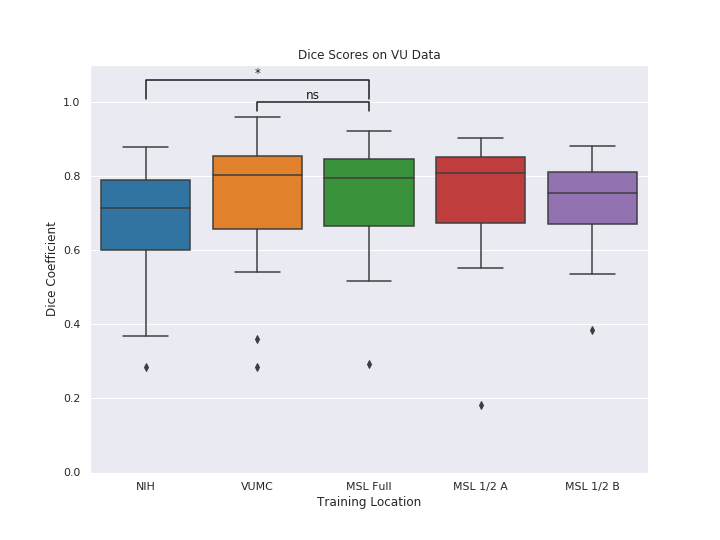 Dice Scores on VU Data
*
ns
1.0
0.8
0.6
0.4
0.2
0.0
Dice Coefficient
NIH VUMC MSL Full MSL 1/2 A MSL 1/2 B
Training Location